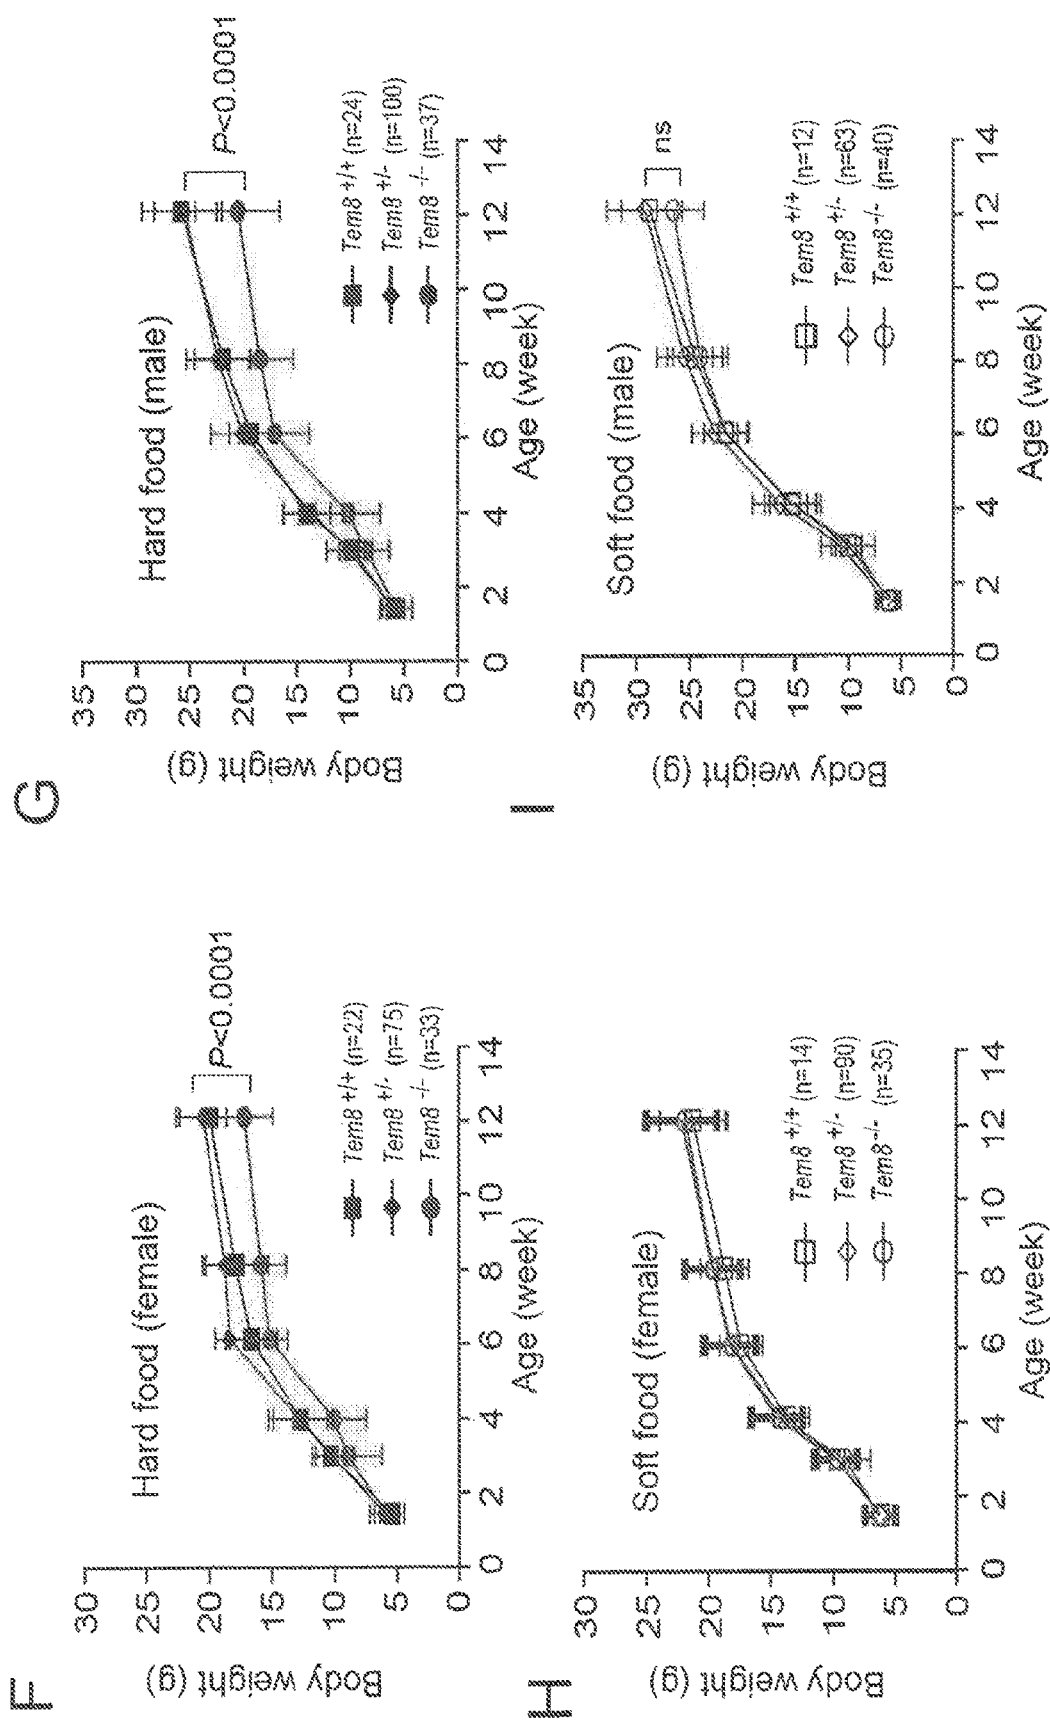 F
Hard food (female)
Body weight (g)
30
25
20
15
10
5
0
0 2 4 6 8 10 12 14
Age (week)
P<0.0001
Tem8 +/+ (n=22)
Tem8 +/- (n=75)
Tem8 -/- (n=33)
G
Hard food (male)
Body weight (g)
35
30
25
20
15
10
5
0
0 2 4 6 8 10 12 14
Age (week)
P<0.0001
Tem8 +/+ (n=24)
Tem8 +/- (n=100)
Tem8 -/- (n=37)
H
Soft food (female)
Body weight (g)
30
25
20
15
10
5
0
0 2 4 6 8 10 12 14
Age (week)
Tem8 +/+ (n=14)
Tem8 +/- (n=90)
Tem8 -/- (n=35)
I
Soft food (male)
Body weight (g)
35
30
25
20
15
10
5
0
0 2 4 6 8 10 12 14
Age (week)
ns
Tem8 +/+ (n=12)
Tem8 +/- (n=63)
Tem8 -/- (n=40)